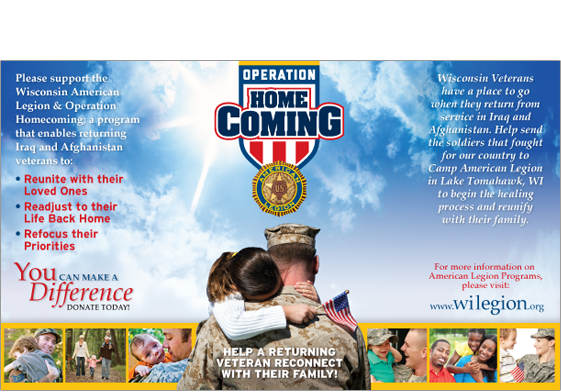 Please support the
Wisconsin American
Legion & Operation
Homecoming, a program
that enables returning
Iraq and Afghanistan
veterans to:
• Reunite with their
Loved Ones
• Readjust to their
Life Back Home
• Refocus their
Priorities
You CAN MAKE A
Difference
DONATE TODAY!
OPERATION
HOME
COMING
AMERICAN
LEGION
US
Wisconsin Veterans
have a place to go
when they return from
service in Iraq and
Afghanistan. Help send
the soldiers that fought
for our country to
Camp American Legion
in Lake Tomahawk, WI
to begin the healing
process and reunify
with their family.
For more information on
American Legion Programs,
please visit:
www.wilegion.org
HELP A RETURNING
VETERAN RECONNECT
WITH THEIR FAMILY!